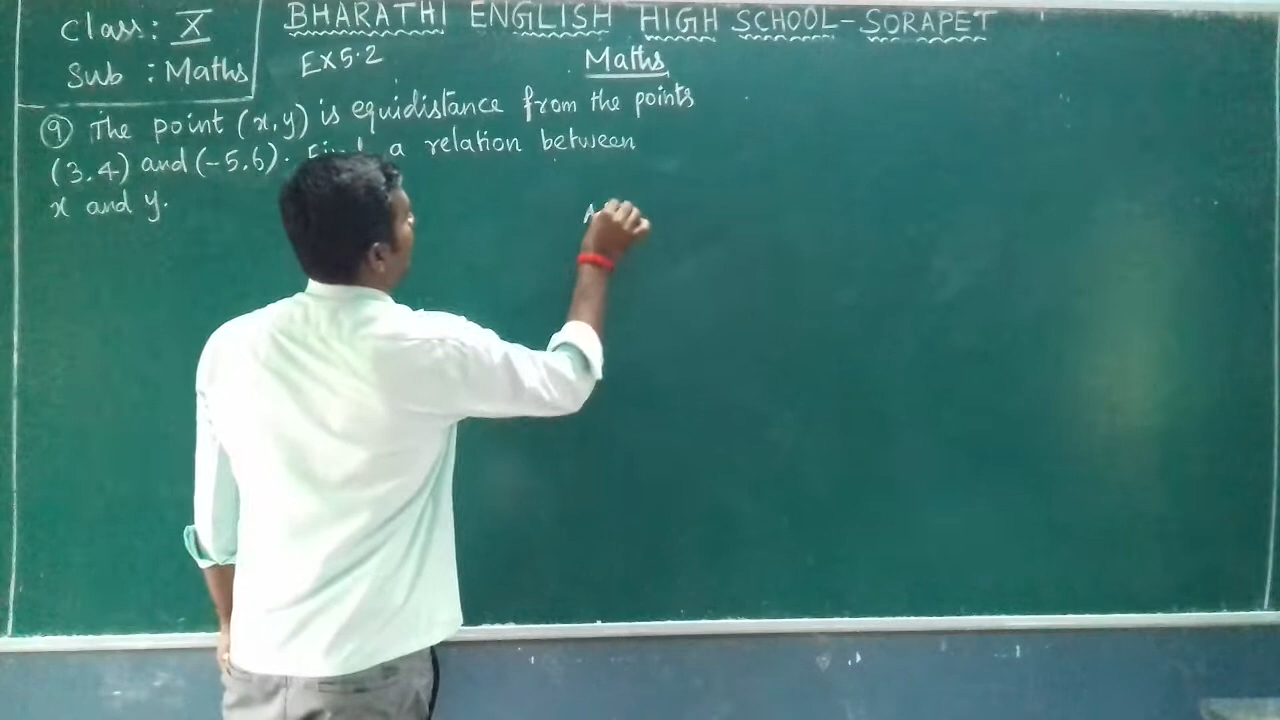 Class: X
Sub : Maths
BHARATHI ENGLISH HIGH SCHOOL-SORAPET
EX 5.2
Maths
9 The point (x,y) is equidistance from the points
(3,4) and (-5,6). a relation between
x and y.
A